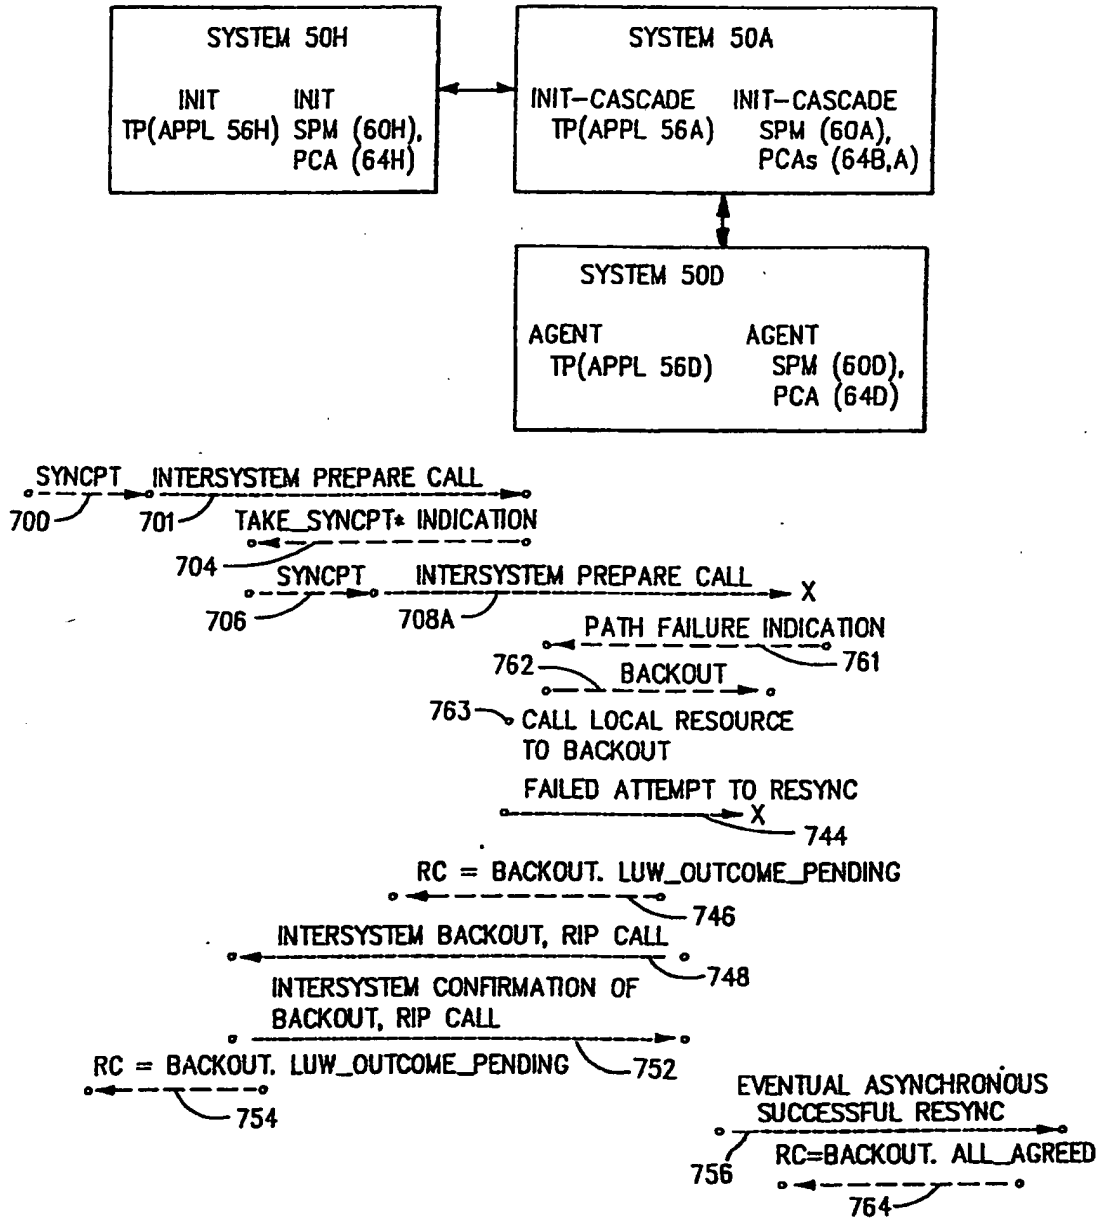 SYSTEM 50H
INIT INIT
TP(APPL 56H) SPM (60H),
PCA (64H)
SYSTEM 50A
INIT-CASCADE INIT-CASCADE
TP(APPL 56A) SPM (60A),
PCAs (64B,A)
SYSTEM 50D
AGENT AGENT
TP(APPL 56D) SPM (60D),
PCA (64D)
SYNCPT INTERSYSTEM PREPARE CALL
700 701
TAKE_SYNCPT* INDICATION
704
SYNCPT INTERSYSTEM PREPARE CALL
X
706 708A
PATH FAILURE INDICATION
761
762 BACKOUT
763 CALL LOCAL RESOURCE
TO BACKOUT
FAILED ATTEMPT TO RESYNC
X
744
RC = BACKOUT. LUW_OUTCOME_PENDING
746
INTERSYSTEM BACKOUT, RIP CALL
748
INTERSYSTEM CONFIRMATION OF
BACKOUT, RIP CALL
752
RC = BACKOUT. LUW_OUTCOME_PENDING
754
EVENTUAL ASYNCHRONOUS
SUCCESSFUL RESYNC
756
RC=BACKOUT. ALL_AGREED
764